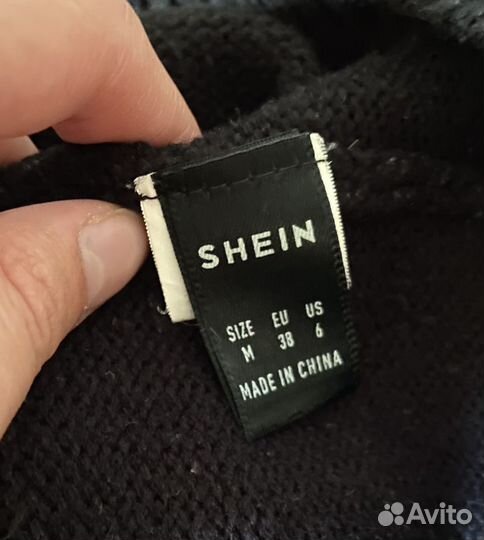 SHEIN
SIZE EU US
M 38 6
MADE IN CHINA
Avito